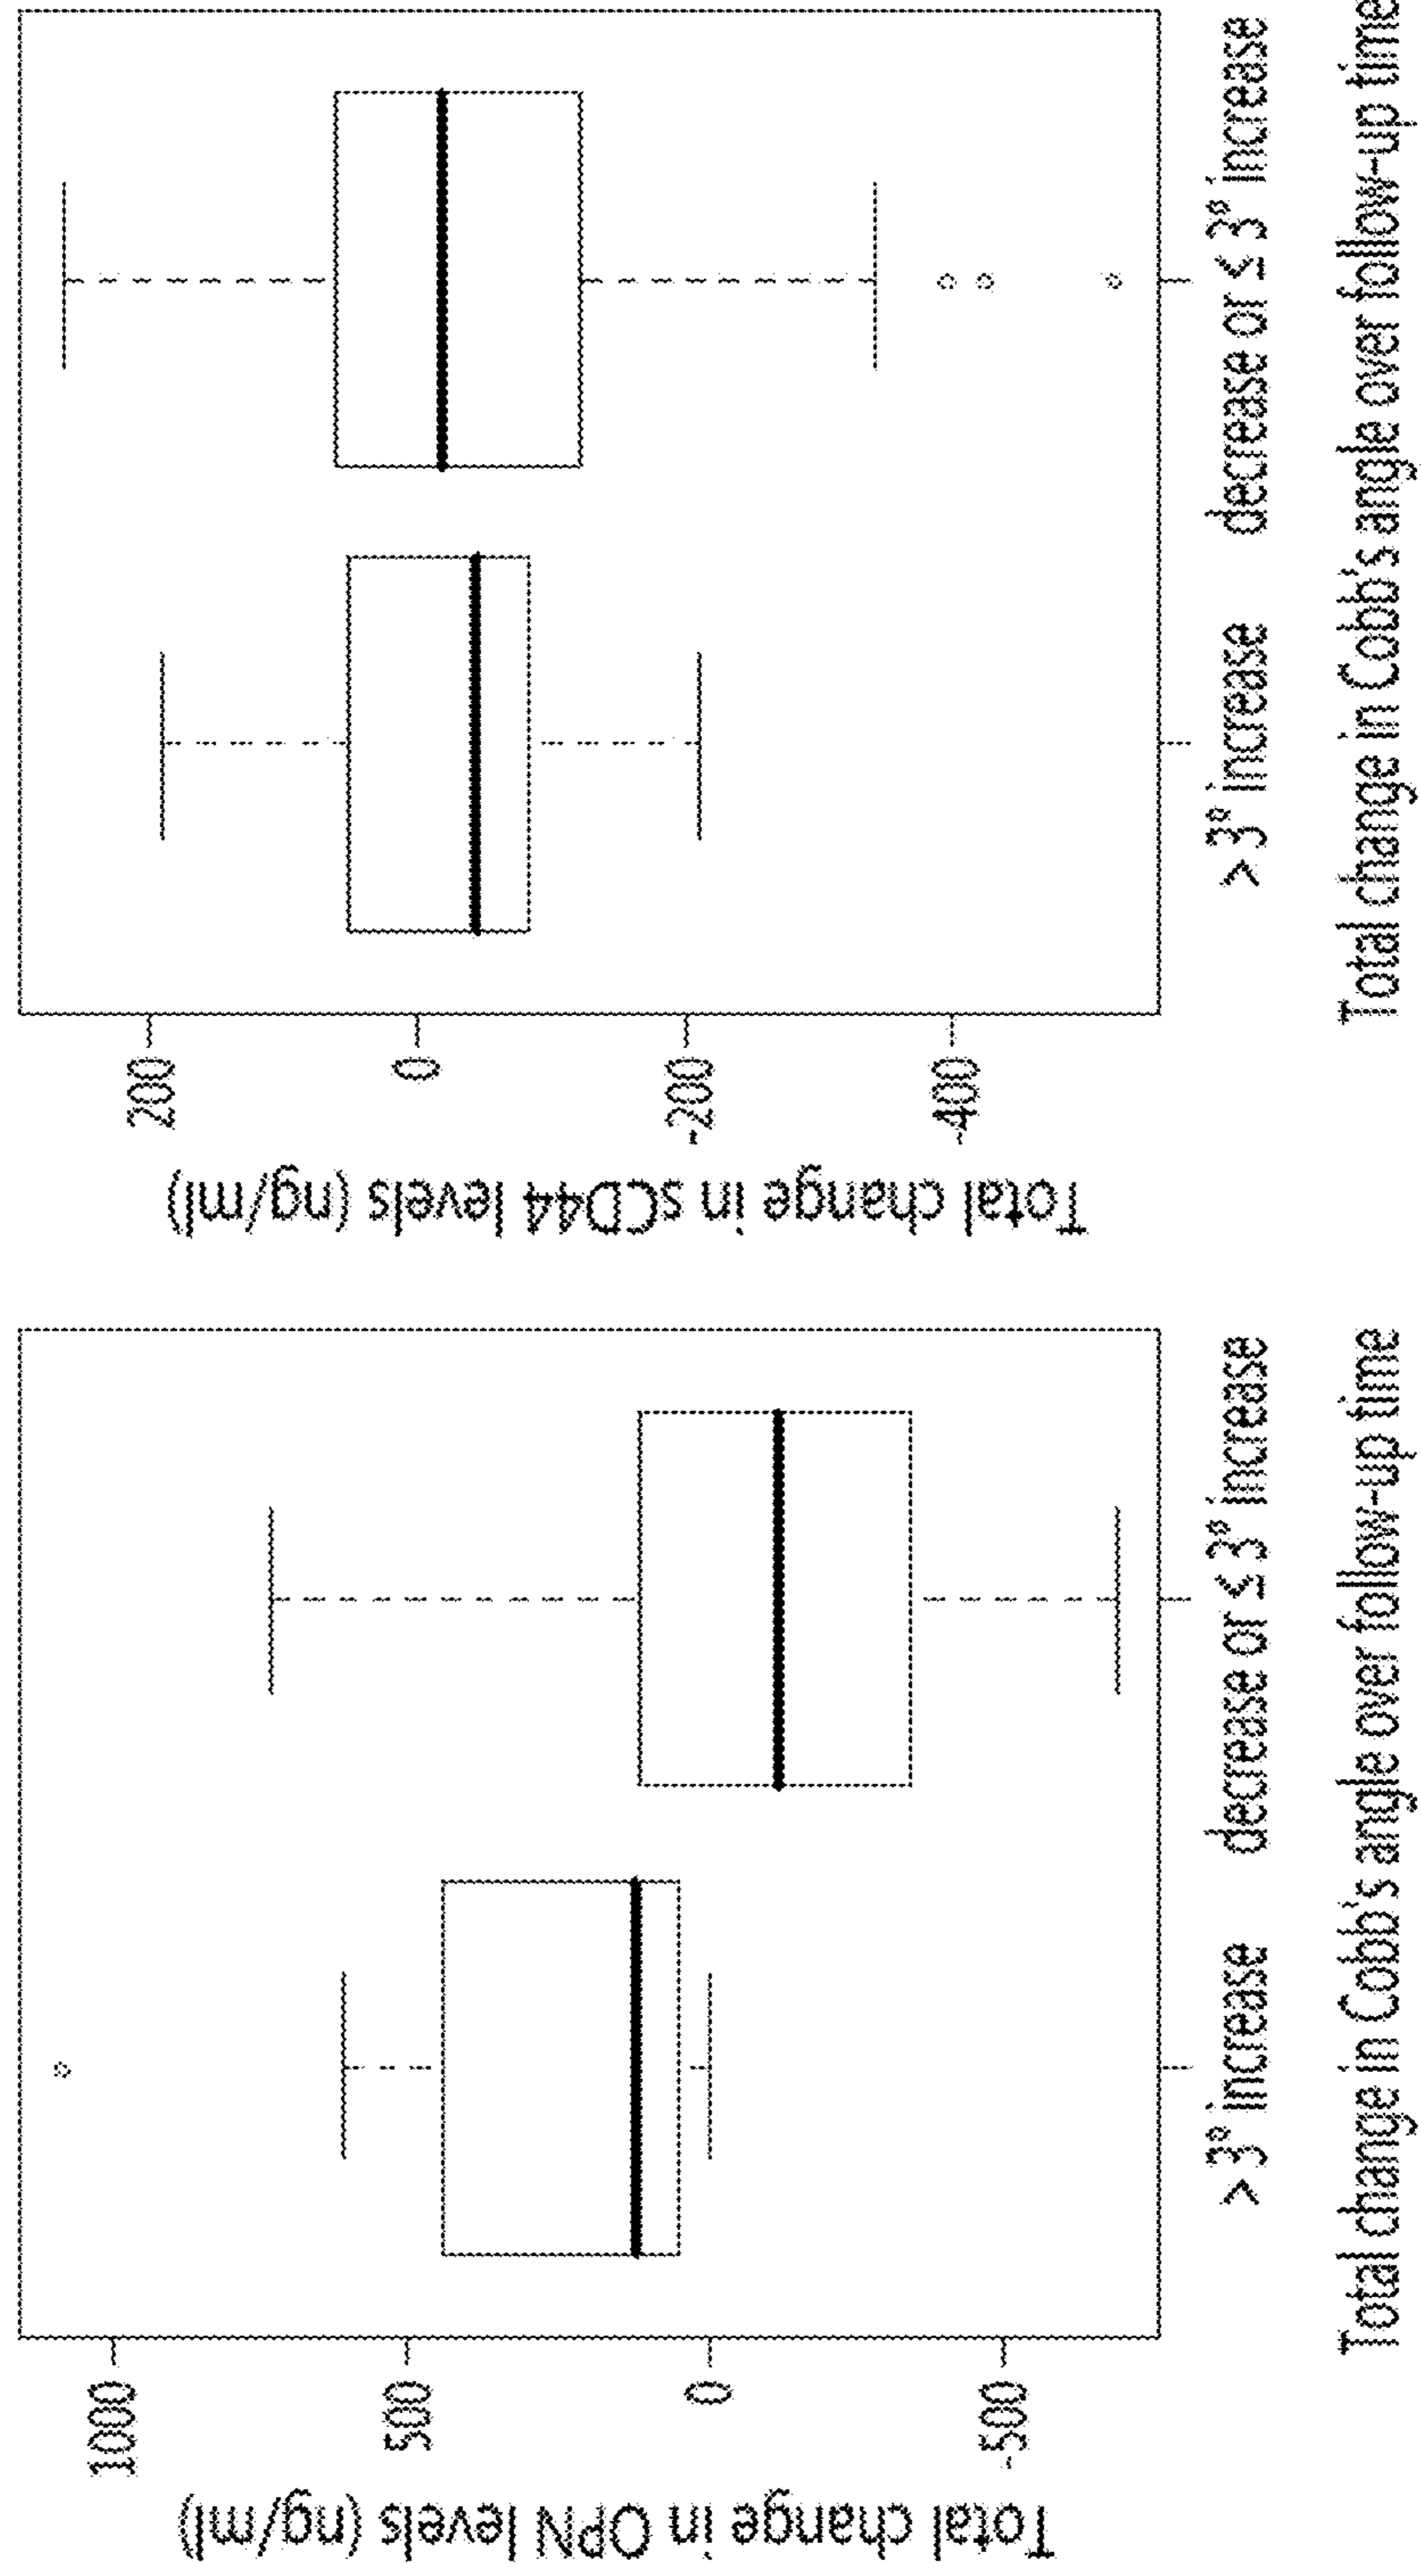 Total change in OPN levels (ng/ml)
1000
500
0
-500
> 3° increase
decrease or ≤ 3° increase
Total change in Cobb's angle over follow-up time
Total change in sCD44 levels (ng/ml)
200
0
-200
-400
> 3° increase
decrease or ≤ 3° increase
Total change in Cobb's angle over follow-up time